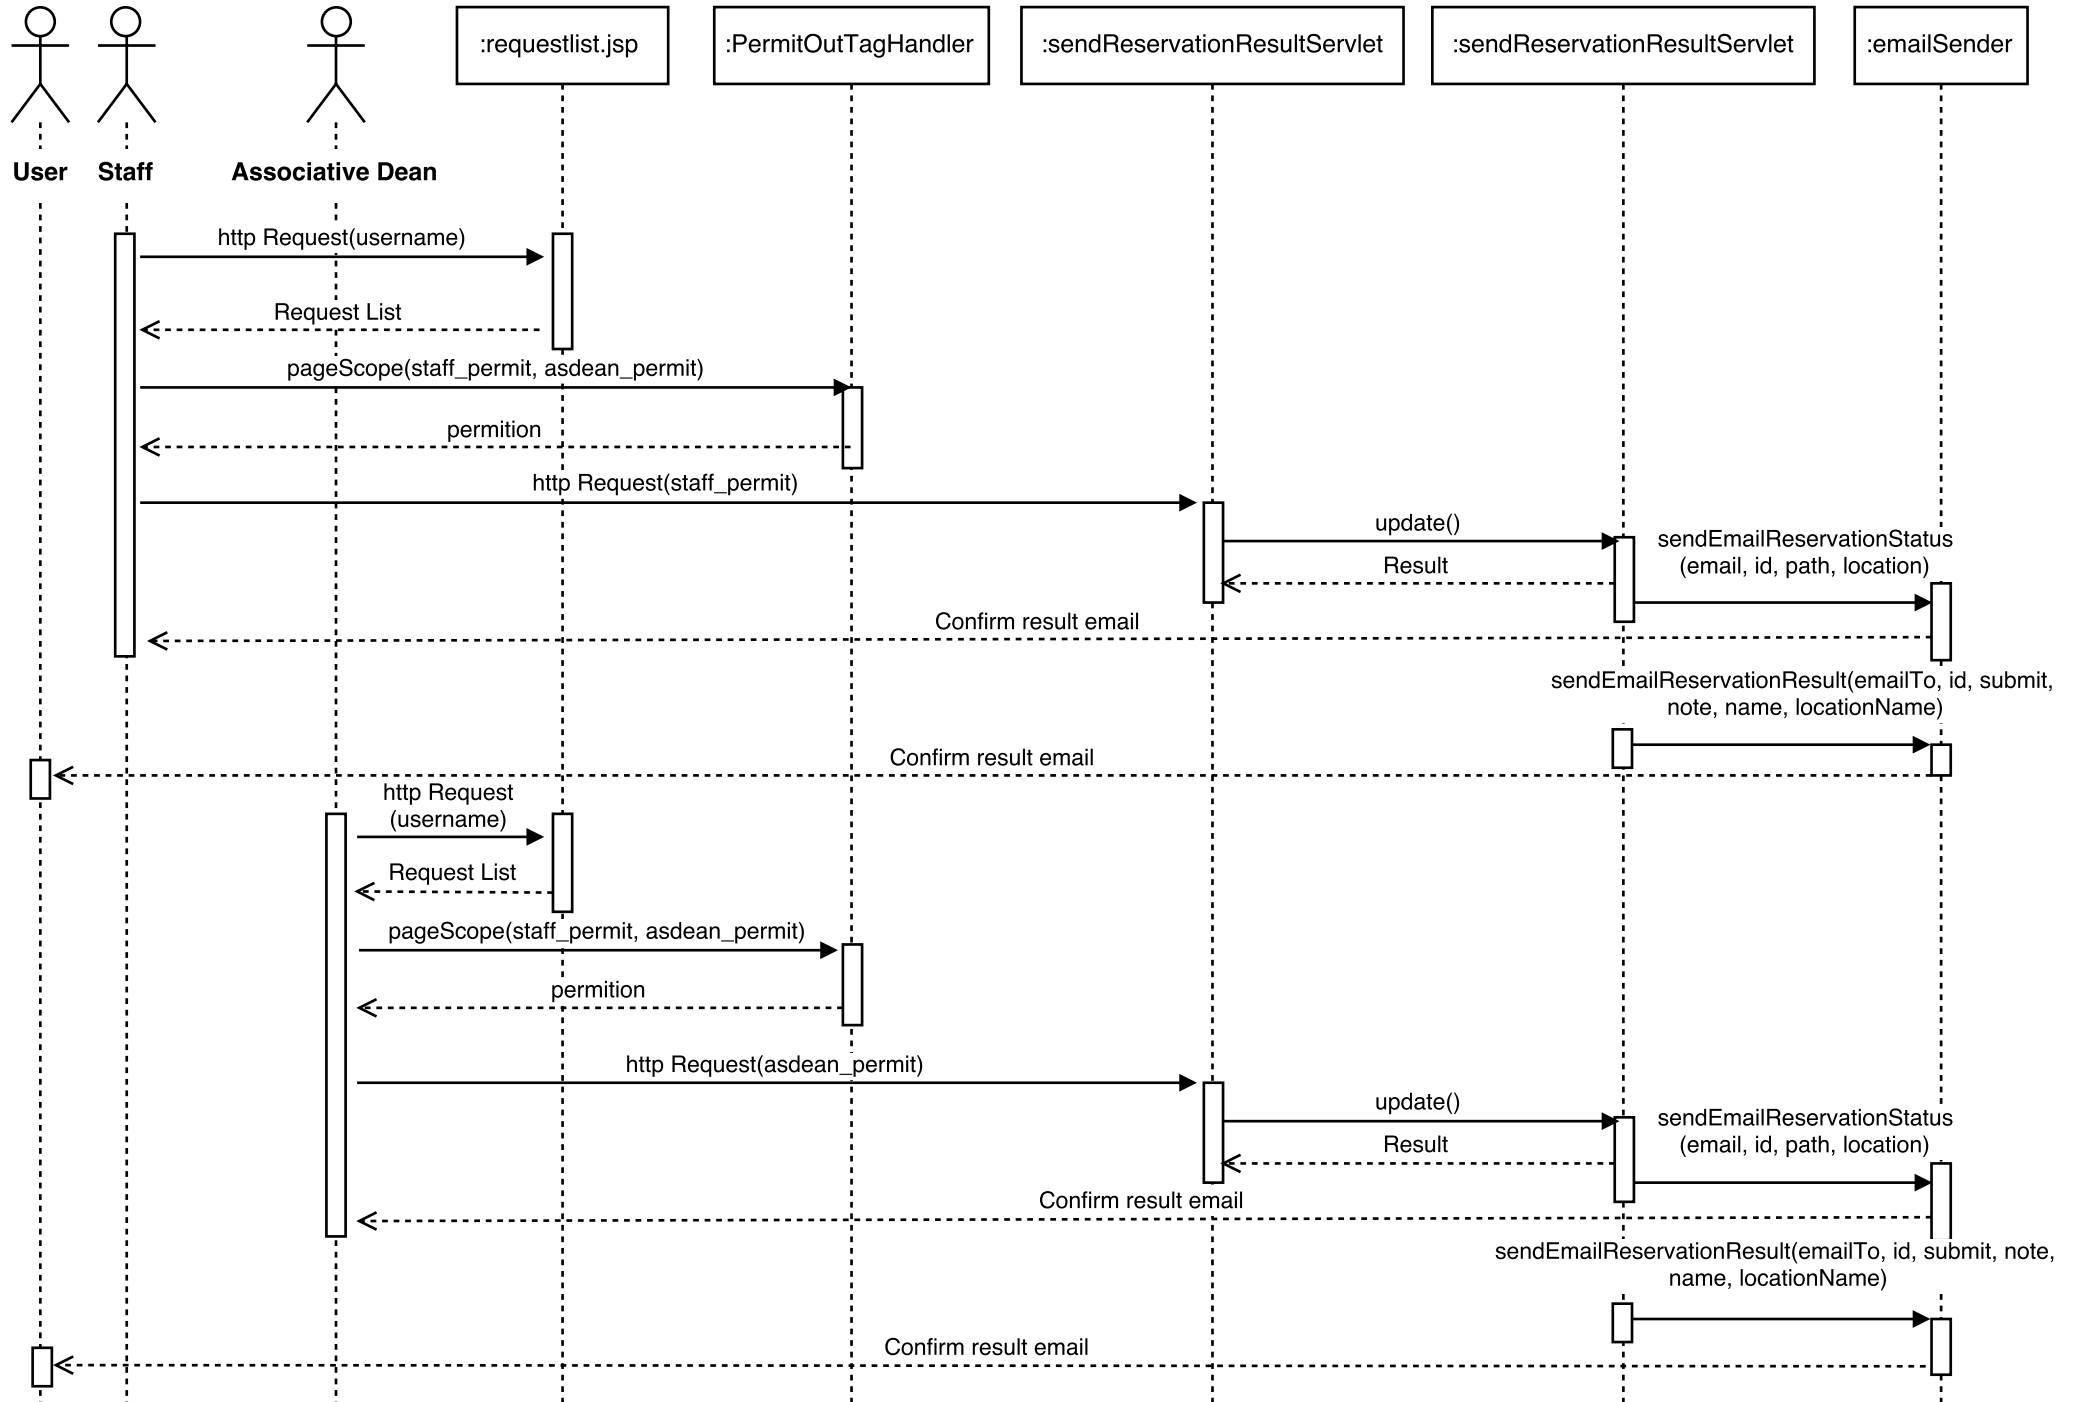 :requestlist.jsp
:PermitOutTagHandler
:sendReservationResultServlet
:sendReservationResultServlet
:emailSender
User
Staff
Associative Dean
http Request(username)
Request List
pageScope(staff_permit, asdean_permit)
permition
http Request(staff_permit)
update()
sendEmailReservationStatus
(email, id, path, location)
Result
Confirm result email
sendEmailReservationResult(emailTo, id, submit,
note, name, locationName)
Confirm result email
http Request
(username)
Request List
pageScope(staff_permit, asdean_permit)
permition
http Request(asdean_permit)
update()
sendEmailReservationStatus
(email, id, path, location)
Result
Confirm result email
sendEmailReservationResult(emailTo, id, submit, note,
name, locationName)
Confirm result email